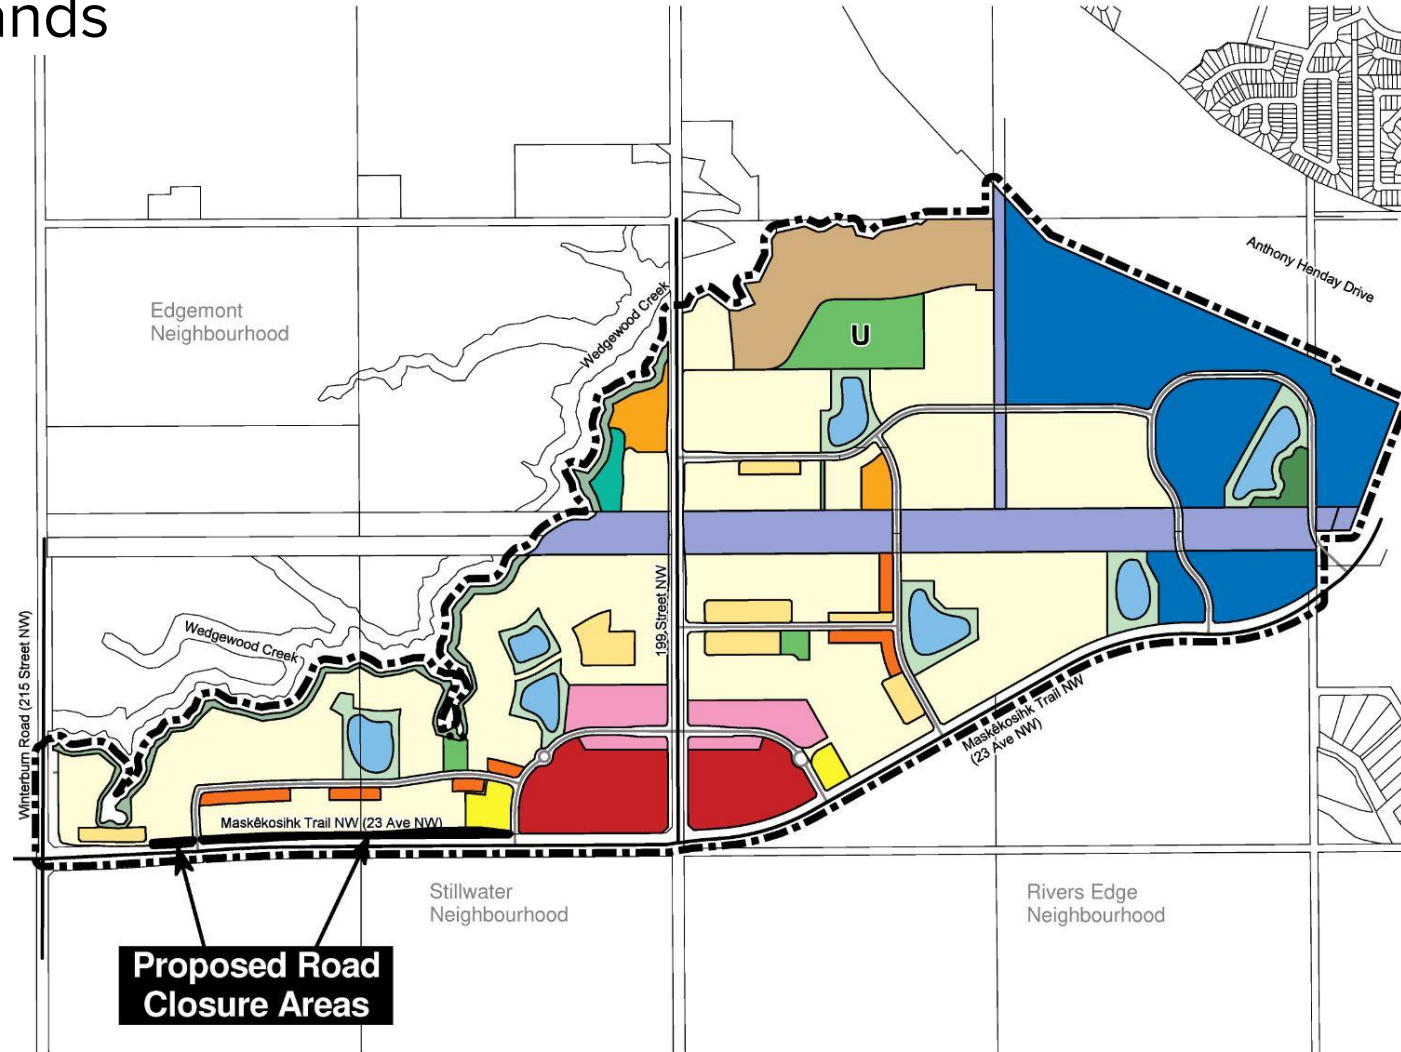 ands
Anthony Henday Drive
Edgemont
Neighbourhood
Wedgewood Creek
U
Wedgewood Creek
199 Street NW
Winterburn Road (215 Street NW)
Maskêkosihk Trail NW
(23 Ave NW)
Maskêkosihk Trail NW (23 Ave NW)
Stillwater
Neighbourhood
Rivers Edge
Neighbourhood
Proposed Road
Closure Areas